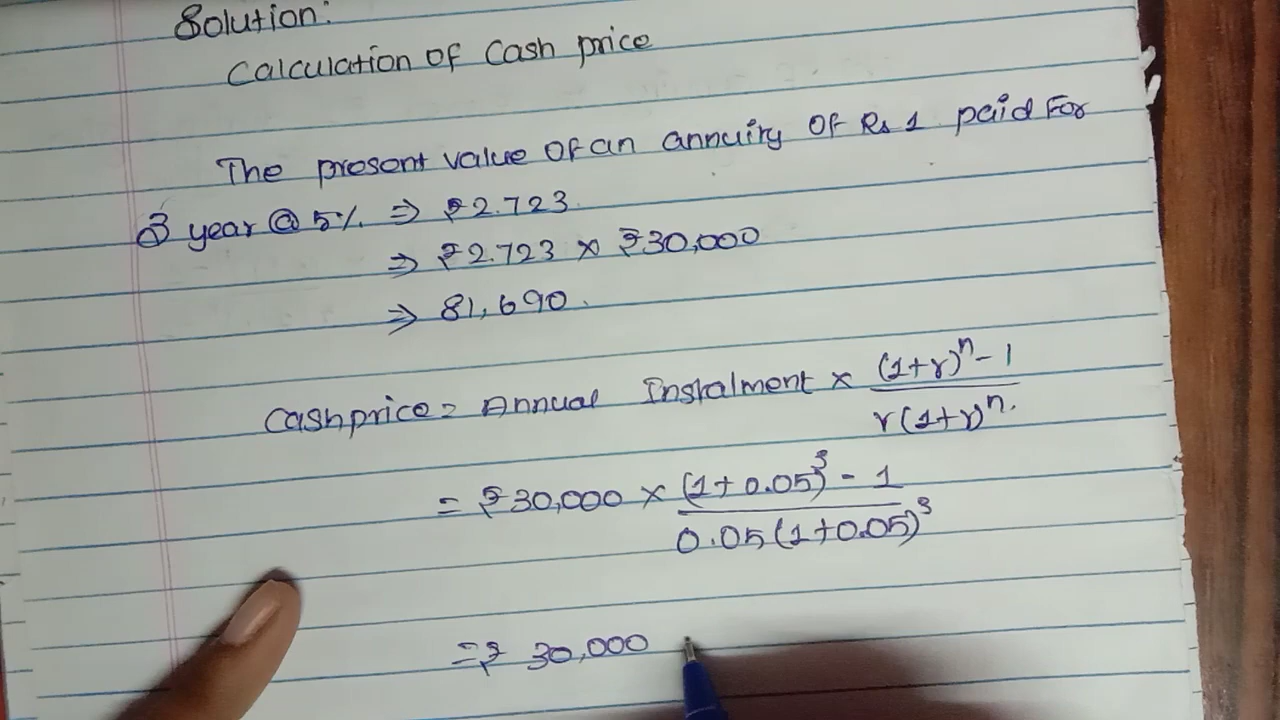 Solution:
Calculation of Cash price
The present value of an annuity of Rs 1 paid For
3 year @ 5% ⇒ ₹2.723.
⇒ ₹2.723 × ₹30,000
⇒ 81,690.
Cash price = Annual Instalment × (1+r)^n - 1 / r(1+r)^n.
= ₹30,000 × (1+0.05)^3 - 1 / 0.05(1+0.05)^3
= ₹ 30,000